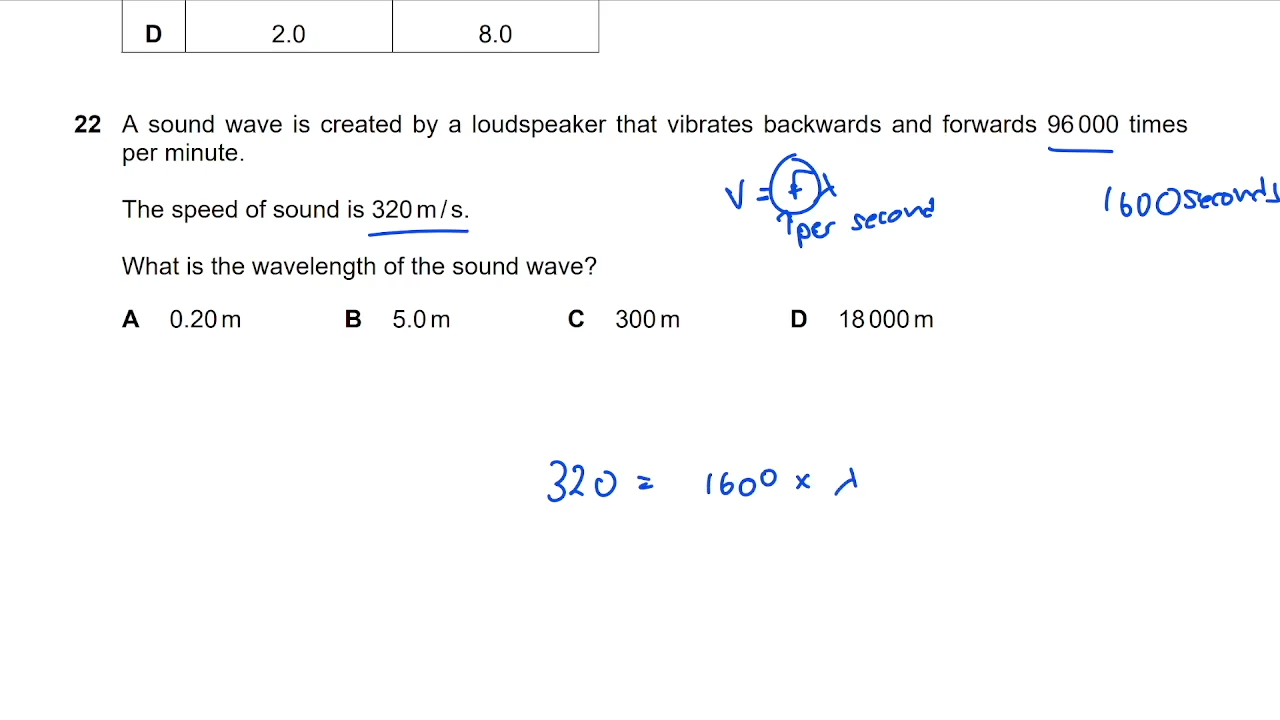 D 2.0 8.0
22 A sound wave is created by a loudspeaker that vibrates backwards and forwards 96 000 times
per minute.
V = f λ
↑ per second
1600 seconds
The speed of sound is 320 m / s.
What is the wavelength of the sound wave?
A 0.20 m B 5.0 m C 300 m D 18 000 m
320 = 1600 × λ